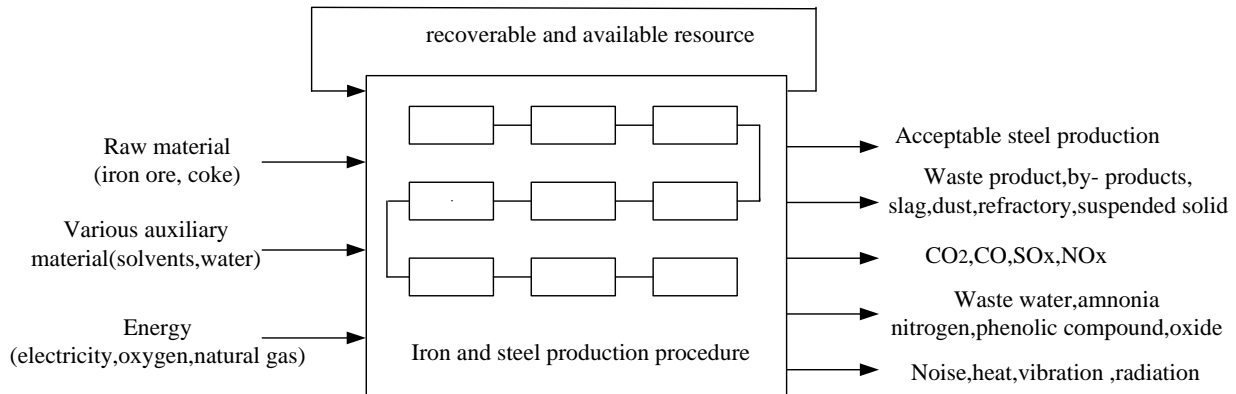 recoverable and available resource
Raw material
(iron ore, coke)
Various auxiliary
material(solvents,water)
Energy
(electricity,oxygen,natural gas)
Iron and steel production procedure
Acceptable steel production
Waste product,by- products,
slag,dust,refractory,suspended solid
CO2,CO,SOx,NOx
Waste water,amnonia
nitrogen,phenolic compound,oxide
Noise,heat,vibration ,radiation